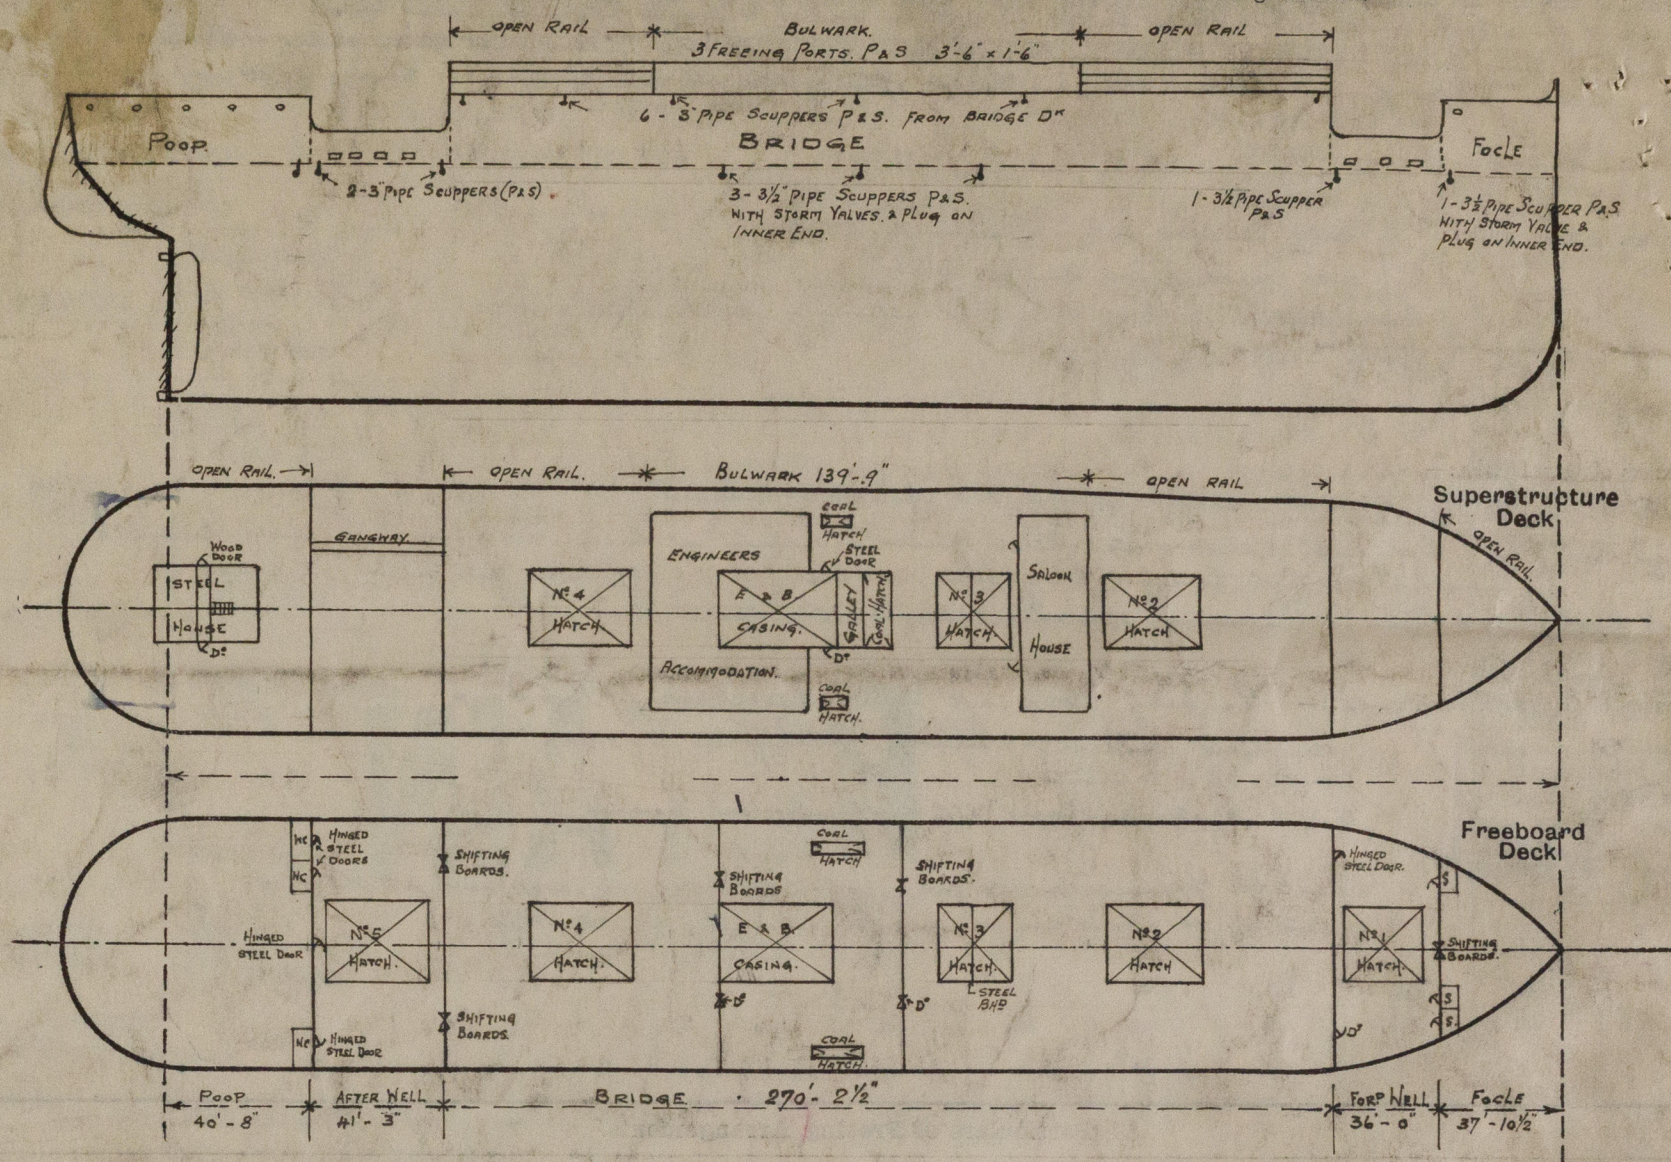 OPEN RAIL
BULWARK.
OPEN RAIL
3 FREEING PORTS. P & S 3'-6" x 1'-6"
6 - 3" PIPE SCUPPERS P & S. FROM BRIDGE DK
POOP.
BRIDGE
FOCLE
2-3" PIPE SCUPPERS (P&S).
3 - 3½" PIPE SCUPPERS P&S.
WITH STORM VALVES. & PLUG ON
INNER END.
1 - 3½ PIPE SCUPPER
P&S
1 - 3½ PIPE SCUPPER P&S.
WITH STORM VALVE &
PLUG ON INNER END.
OPEN RAIL.
OPEN RAIL.
BULWARK 139'-.9"
OPEN RAIL
Superstructure
Deck
OPEN RAIL.
GANGWAY.
WOOD
DOOR
STEEL
HOUSE
Do
No 4
HATCH.
ENGINEERS
ACCOMMODATION.
E & B
CASING.
COAL
HATCH
STEEL
DOOR
GALLEY
COAL HATCH
Do
COAL
HATCH.
No 3
HATCH.
SALOON
HOUSE
No 2
HATCH
Freeboard
Deck
WC
WC
HINGED
STEEL
DOORS
SHIFTING
BOARDS.
SHIFTING
BOARDS
COAL
HATCH
SHIFTING
BOARDS.
HINGED
STEEL DOOR.
S
HINGED
STEEL DOOR
No 5
HATCH.
No 4
HATCH.
E & B.
CASING.
No 3
HATCH.
STEEL
BHD
No 2
HATCH
No 1
HATCH.
SHIFTING
BOARDS.
Do
Do
S
S.
WC
HINGED
STEEL DOOR
SHIFTING
BOARDS.
COAL
HATCH.
Do
POOP
40'-8"
AFTER WELL
41'-3"
BRIDGE · 270'-2½"
FORD WELL
36'-0"
FOCLE
37'-10½"